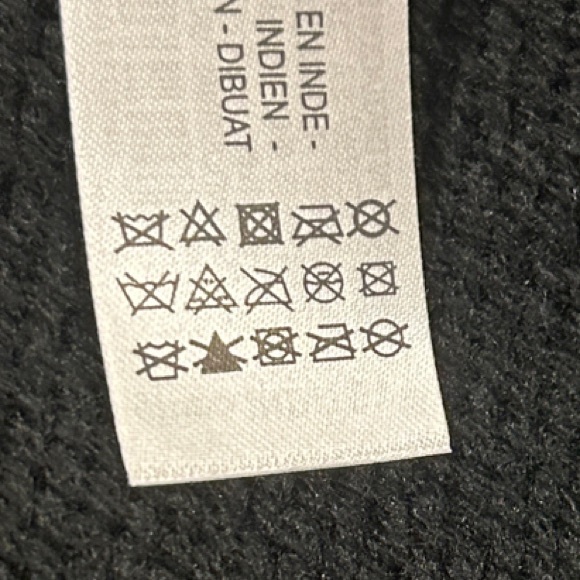 EN INDE -
INDIEN -
N - DIBUAT